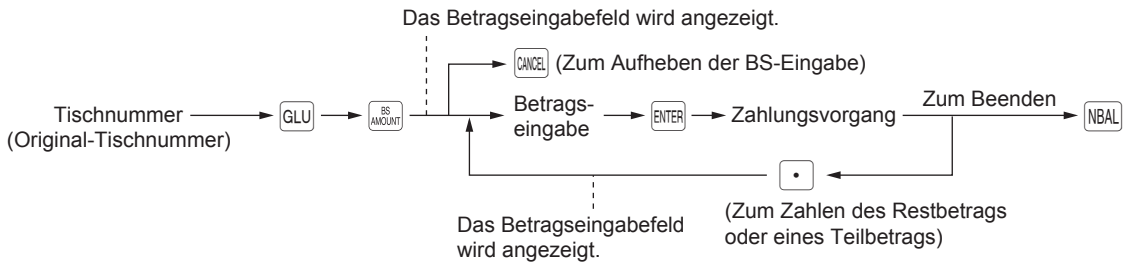 Das Betragseingabefeld wird angezeigt.
CANCEL (Zum Aufheben der BS-Eingabe)
Tischnummer
(Original-Tischnummer)
GLU
BS
AMOUNT
Betrags-
eingabe
ENTER
Zahlungsvorgang
Zum Beenden
NBAL
•
Das Betragseingabefeld
wird angezeigt.
(Zum Zahlen des Restbetrags
oder eines Teilbetrags)